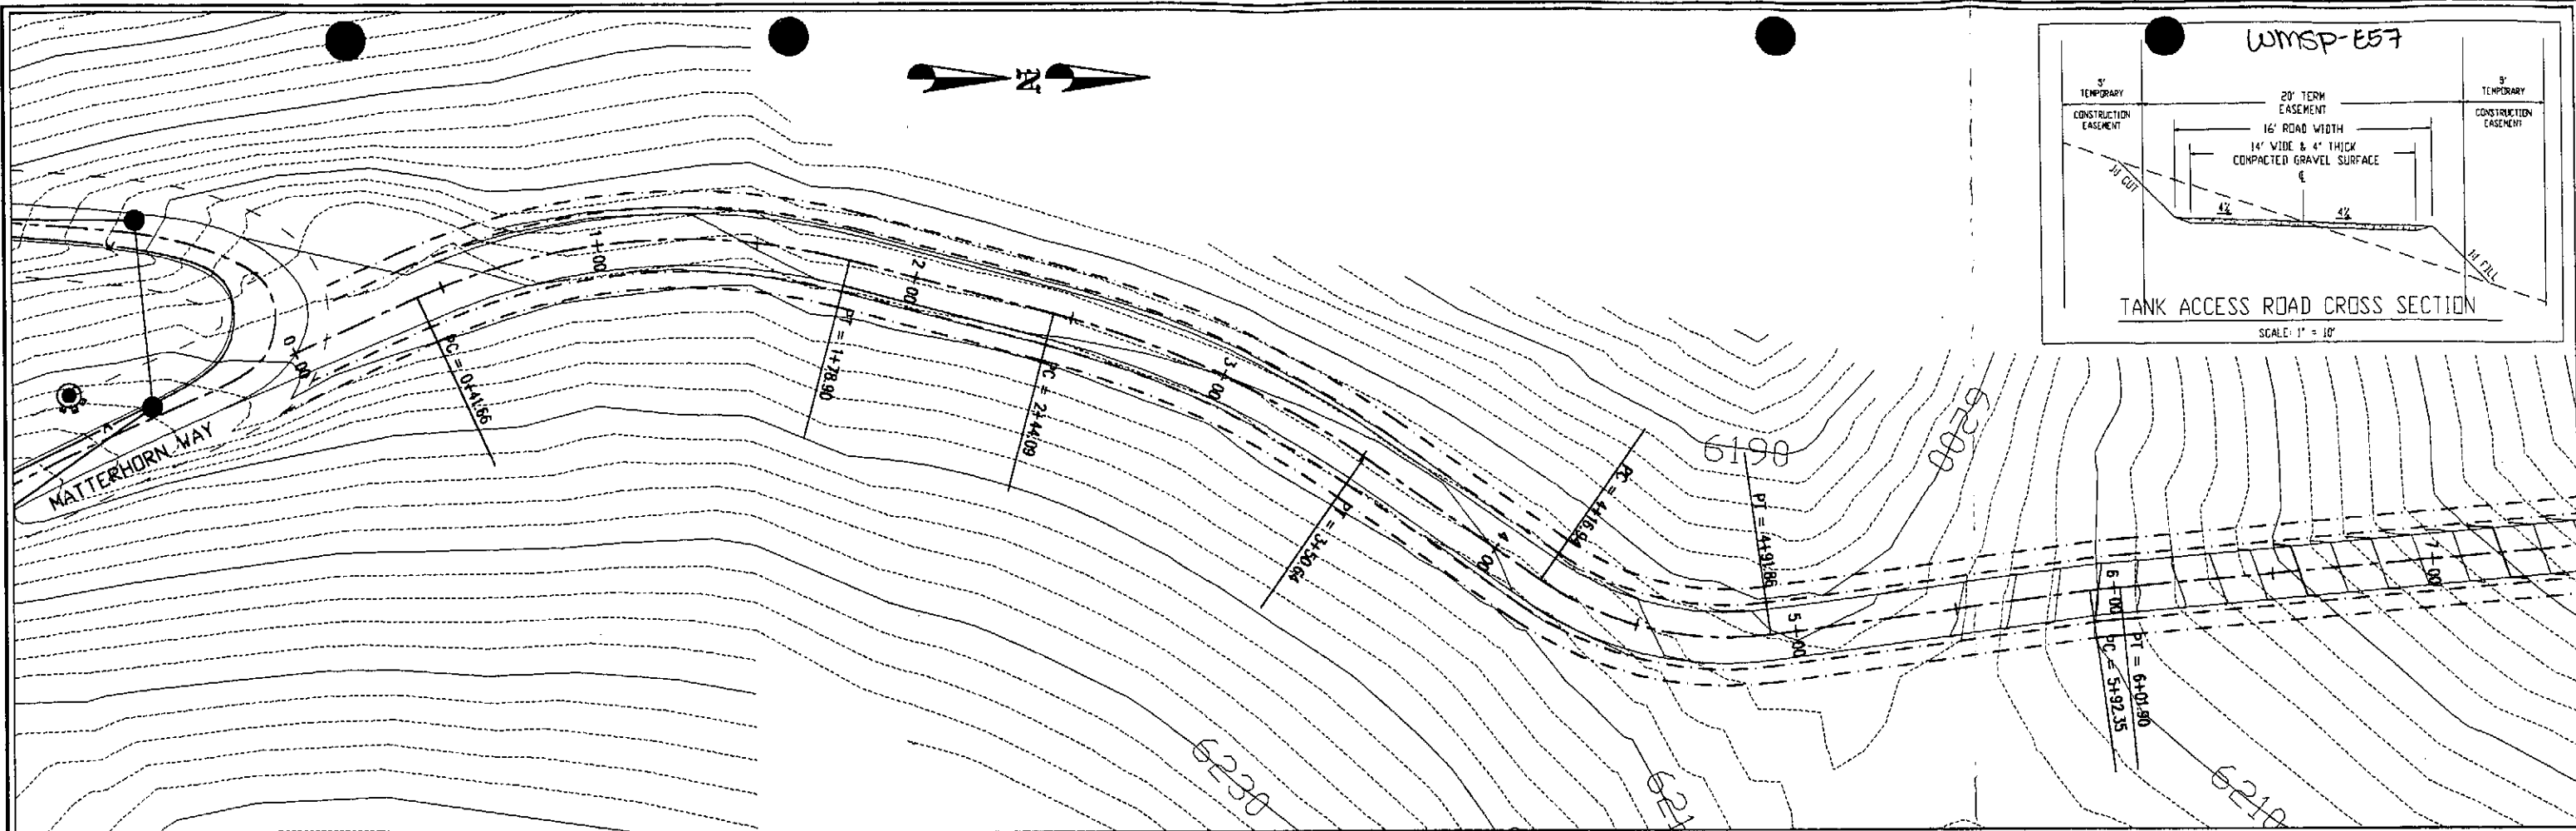 WMSP-E57
N
5'
TEMPORARY
CONSTRUCTION
EASEMENT
20' TERM
EASEMENT
16' ROAD WIDTH
14' WIDE & 4" THICK
COMPACTED GRAVEL SURFACE
℄
9'
TEMPORARY
CONSTRUCTION
EASEMENT
1:1 CUT
4%
4%
1:1 FILL
TANK ACCESS ROAD CROSS SECTION
SCALE: 1" = 10'
MATTERHORN WAY
0+00
PC = 0+41.66
1+00
PT = 1+78.90
2+00
PC = 2+44.09
3+00
PT = 3+50.64
4+00
PC = 4+16.94
6190
PT = 4+91.86
5+00
6200
6+00
PC = 5+92.35
PT = 6+01.90
7+00
6230
621
6210